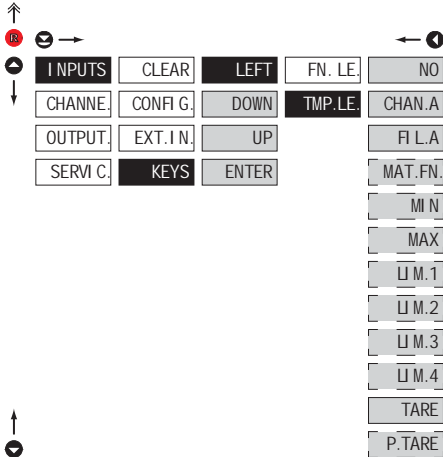 R
INPUTS CLEAR LEFT FN. LE. NO
CHANNE. CONFIG. DOWN TMP.LE. CHAN.A
OUTPUT. EXT.IN. UP FIL.A
SERVIC. KEYS ENTER MAT.FN.
MIN
MAX
LIM.1
LIM.2
LIM.3
LIM.4
TARE
P.TARE